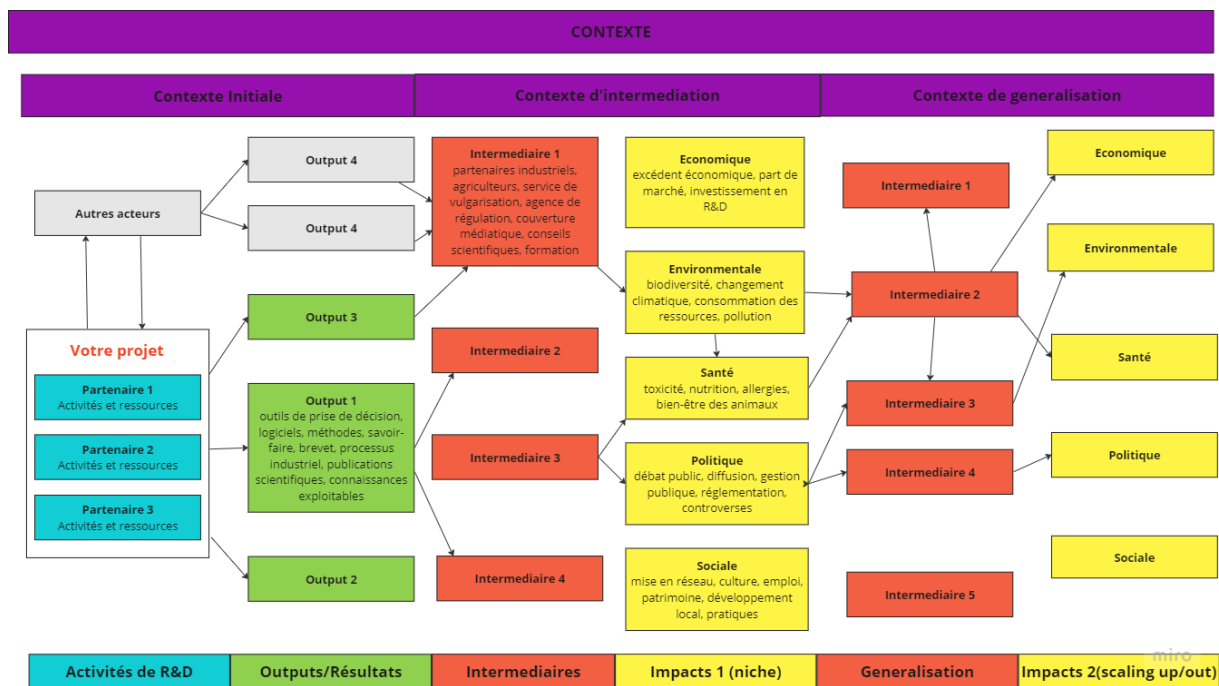 CONTEXTE
Contexte Initiale
Contexte d'intermediation
Contexte de generalisation
Autres acteurs
Votre projet
Partenaire 1
Activités et ressources
Partenaire 2
Activités et ressources
Partenaire 3
Activités et ressources
Output 4
Output 4
Output 3
Output 1
outils de prise de décision,
logiciels, méthodes, savoir-
faire, brevet, processus
industriel, publications
scientifiques, connaissances
exploitables
Output 2
Intermediaire 1
partenaires industriels,
agriculteurs, service de
vulgarisation, agence de
régulation, couverture
médiatique, conseils
scientifiques, formation
Intermediaire 2
Intermediaire 3
Intermediaire 4
Economique
excédent économique, part de
marché, investissement en
R&D
Environmentale
biodiversité, changement
climatique, consommation des
ressources, pollution
Santé
toxicité, nutrition, allergies,
bien-être des animaux
Politique
débat public, diffusion, gestion
publique, réglementation,
controverses
Sociale
mise en réseau, culture, emploi,
patrimoine, développement
local, pratiques
Intermediaire 1
Intermediaire 2
Intermediaire 3
Intermediaire 4
Intermediaire 5
Economique
Environmentale
Santé
Politique
Sociale
Activités de R&D
Outputs/Résultats
Intermediaires
Impacts 1 (niche)
Generalisation
Impacts 2(scaling up/out)
miro